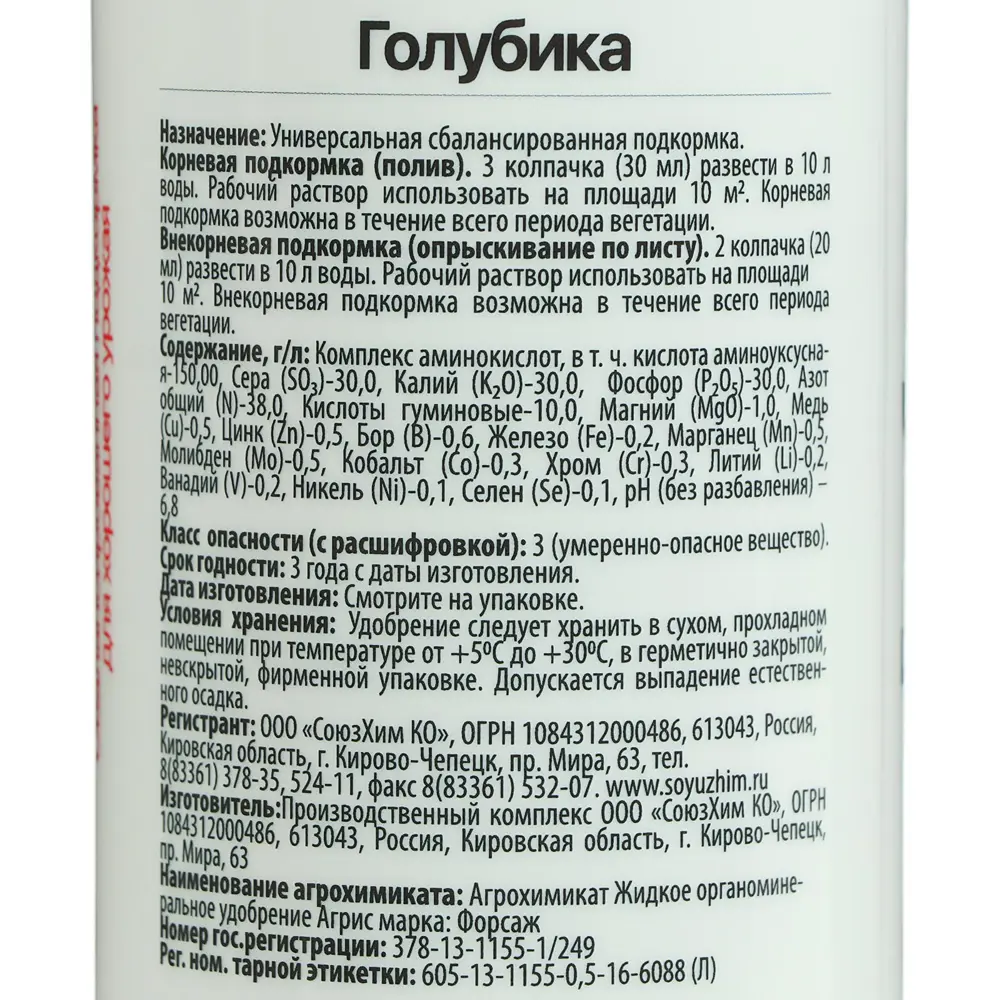 Голубика
Назначение: Универсальная сбалансированная подкормка.
Корневая подкормка (полив). 3 колпачка (30 мл) развести в 10 л
воды. Рабочий раствор использовать на площади 10 м². Корневая
подкормка возможна в течение всего периода вегетации.
Внекорневая подкормка (опрыскивание по листу). 2 колпачка (20
мл) развести в 10 л воды. Рабочий раствор использовать на площади
10 м². Внекорневая подкормка возможна в течение всего периода
вегетации.
Содержание, г/л: Комплекс аминокислот, в т. ч. кислота аминоуксусна-
я-150,00, Сера (SO₃)-30,0, Калий (K₂O)-30,0, Фосфор (P₂O₅)-30,0, Азот
общий (N)-38,0, Кислоты гуминовые-10,0, Магний (MgO)-1,0, Медь
(Cu)-0,5, Цинк (Zn)-0,5, Бор (B)-0,6, Железо (Fe)-0,2, Марганец (Mn)-0,5,
Молибден (Mo)-0,5, Кобальт (Co)-0,3, Хром (Cr)-0,3, Литий (Li)-0,2,
Ванадий (V)-0,2, Никель (Ni)-0,1, Селен (Se)-0,1, pH (без разбавления) –
6,8
Класс опасности (с расшифровкой): 3 (умеренно-опасное вещество).
Срок годности: 3 года с даты изготовления.
Дата изготовления: Смотрите на упаковке.
Условия хранения: Удобрение следует хранить в сухом, прохладном
помещении при температуре от +5⁰С до +30⁰С, в герметично закрытой,
невскрытой, фирменной упаковке. Допускается выпадение естествен-
ного осадка.
Регистрант: ООО «СоюзХим КО», ОГРН 1084312000486, 613043, Россия,
Кировская область, г. Кирово-Чепецк, пр. Мира, 63, тел.
8(83361) 378-35, 524-11, факс 8(83361) 532-07. www.soyuzhim.ru
Изготовитель:Производственный комплекс ООО «СоюзХим КО», ОГРН
1084312000486, 613043, Россия, Кировская область, г. Кирово-Чепецк,
пр. Мира, 63
Наименование агрохимиката: Агрохимикат Жидкое органомине-
ральное удобрение Агрис марка: Форсаж
Номер гос.регистрации: 378-13-1155-1/249
Рег. ном. тарной этикетки: 605-13-1155-0,5-16-6088 (Л)
Для хорошего урожая